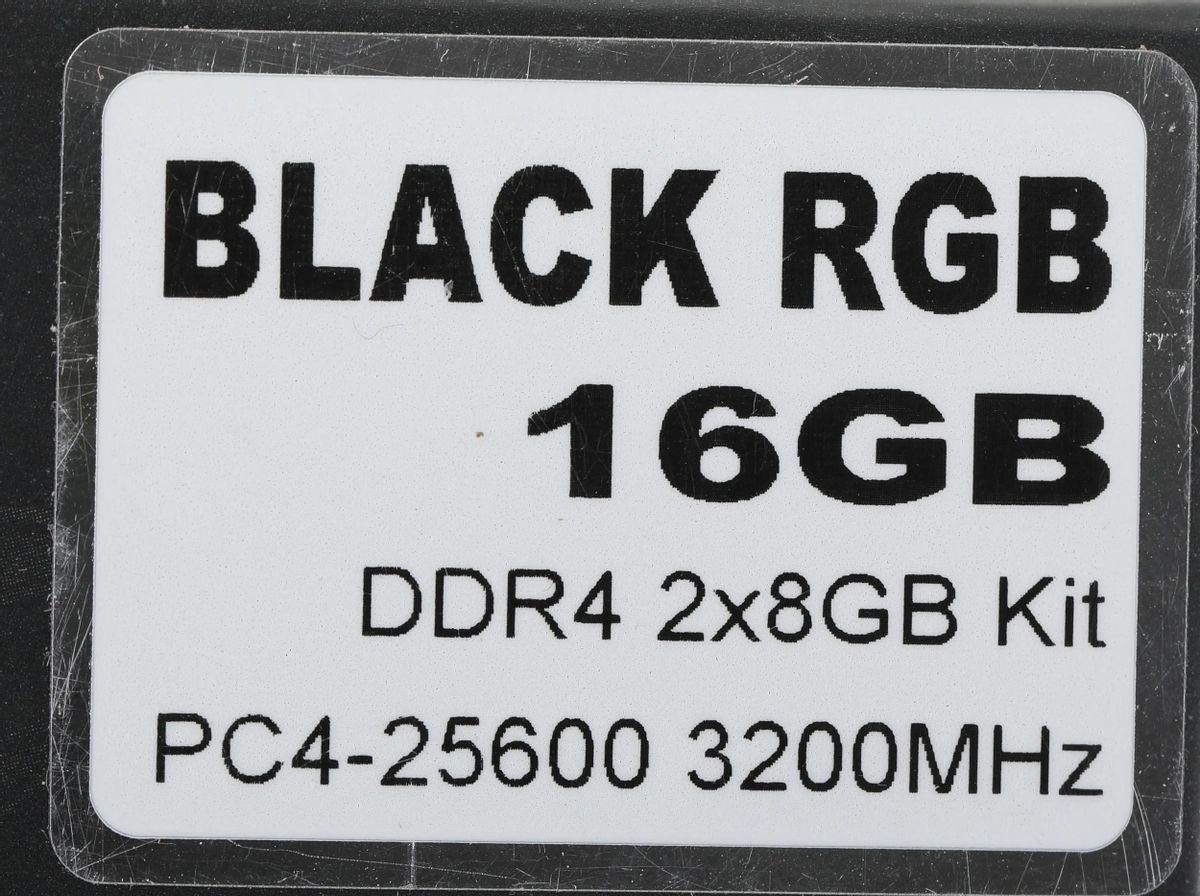 BLACK RGB
16GB
DDR4 2x8GB Kit
PC4-25600 3200MHz